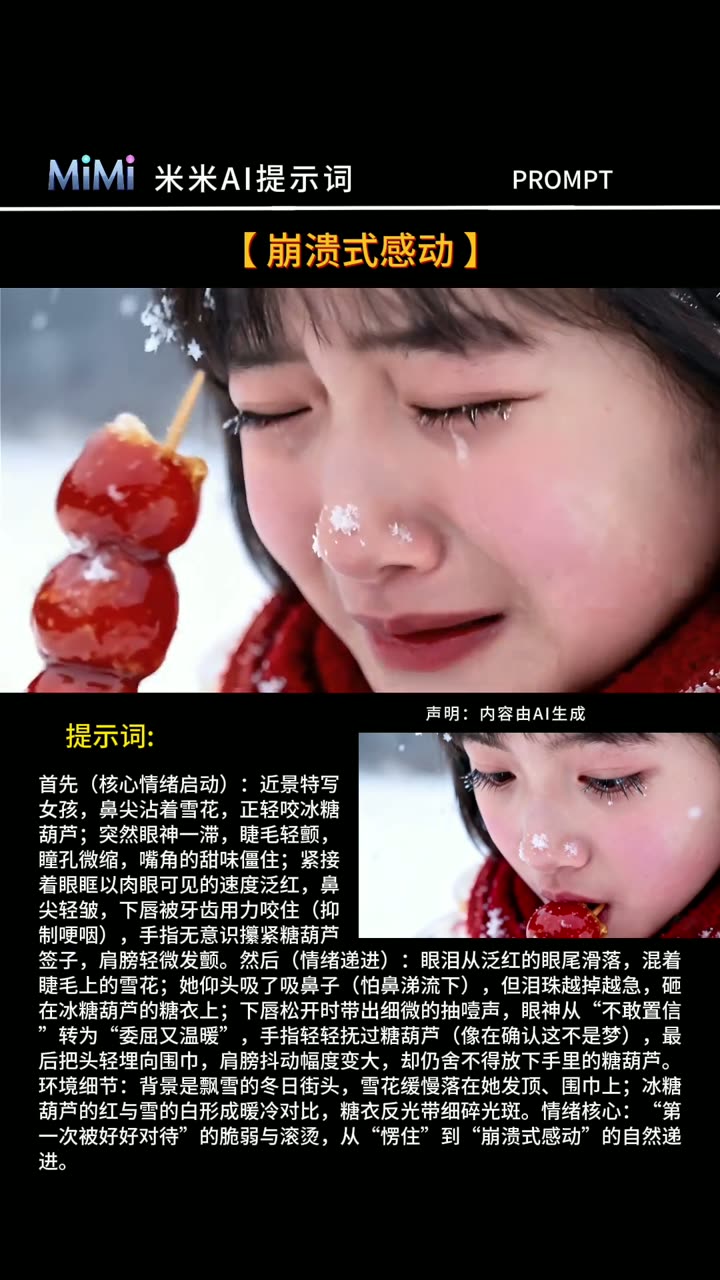 MiMi 米米AI提示词 PROMPT
【 崩溃式感动 】
声明：内容由AI生成
提示词:
首先（核心情绪启动）：近景特写
女孩，鼻尖沾着雪花，正轻咬冰糖
葫芦；突然眼神一滞，睫毛轻颤，
瞳孔微缩，嘴角的甜味僵住；紧接
着眼眶以肉眼可见的速度泛红，鼻
尖轻皱，下唇被牙齿用力咬住（抑
制哽咽），手指无意识攥紧糖葫芦
签子，肩膀轻微发颤。然后（情绪递进）：眼泪从泛红的眼尾滑落，混着
睫毛上的雪花；她仰头吸了吸鼻子（怕鼻涕流下），但泪珠越掉越急，砸
在冰糖葫芦的糖衣上；下唇松开时带出细微的抽噎声，眼神从“不敢置信
”转为“委屈又温暖”，手指轻轻抚过糖葫芦（像在确认这不是梦），最
后把头轻埋向围巾，肩膀抖动幅度变大，却仍舍不得放下手里的糖葫芦。
环境细节：背景是飘雪的冬日街头，雪花缓慢落在她发顶、围巾上；冰糖
葫芦的红与雪的白形成暖冷对比，糖衣反光带细碎光斑。情绪核心：“第
一次被好好对待”的脆弱与滚烫，从“愣住”到“崩溃式感动”的自然递
进。